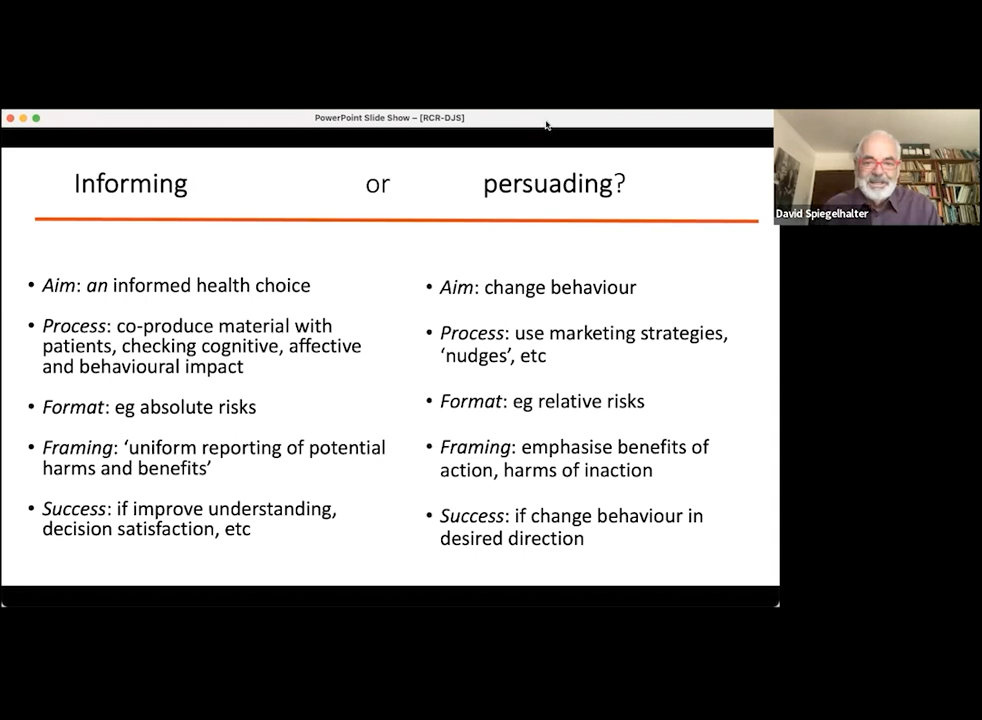 PowerPoint Slide Show – [RCR-DJS]
Informing or persuading?
• Aim: an informed health choice
• Process: co-produce material with
patients, checking cognitive, affective
and behavioural impact
• Format: eg absolute risks
• Framing: ‘uniform reporting of potential
harms and benefits’
• Success: if improve understanding,
decision satisfaction, etc
• Aim: change behaviour
• Process: use marketing strategies,
‘nudges’, etc
• Format: eg relative risks
• Framing: emphasise benefits of
action, harms of inaction
• Success: if change behaviour in
desired direction
David Spiegelhalter